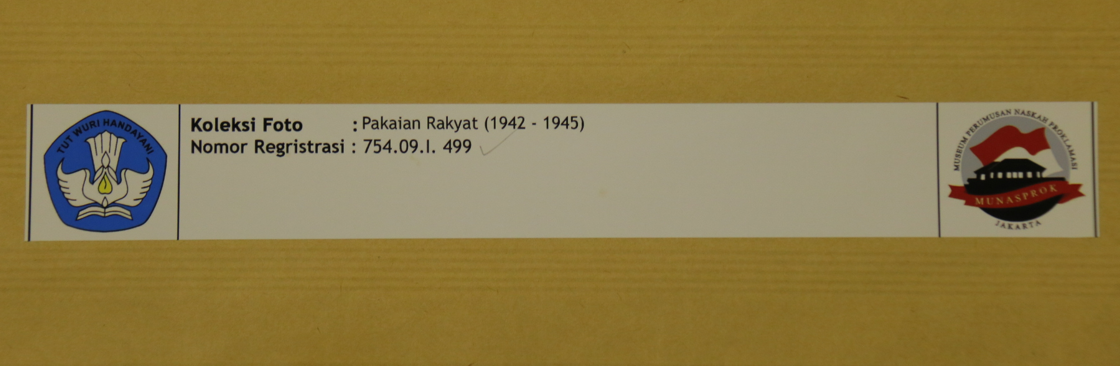 TUT WURI HANDAYANI
Koleksi Foto : Pakaian Rakyat (1942 - 1945)
Nomor Regristrasi : 754.09.I. 499
MUSEUM PERUMUSAN NASKAH PROKLAMASI
MUNASPROK
JAKARTA